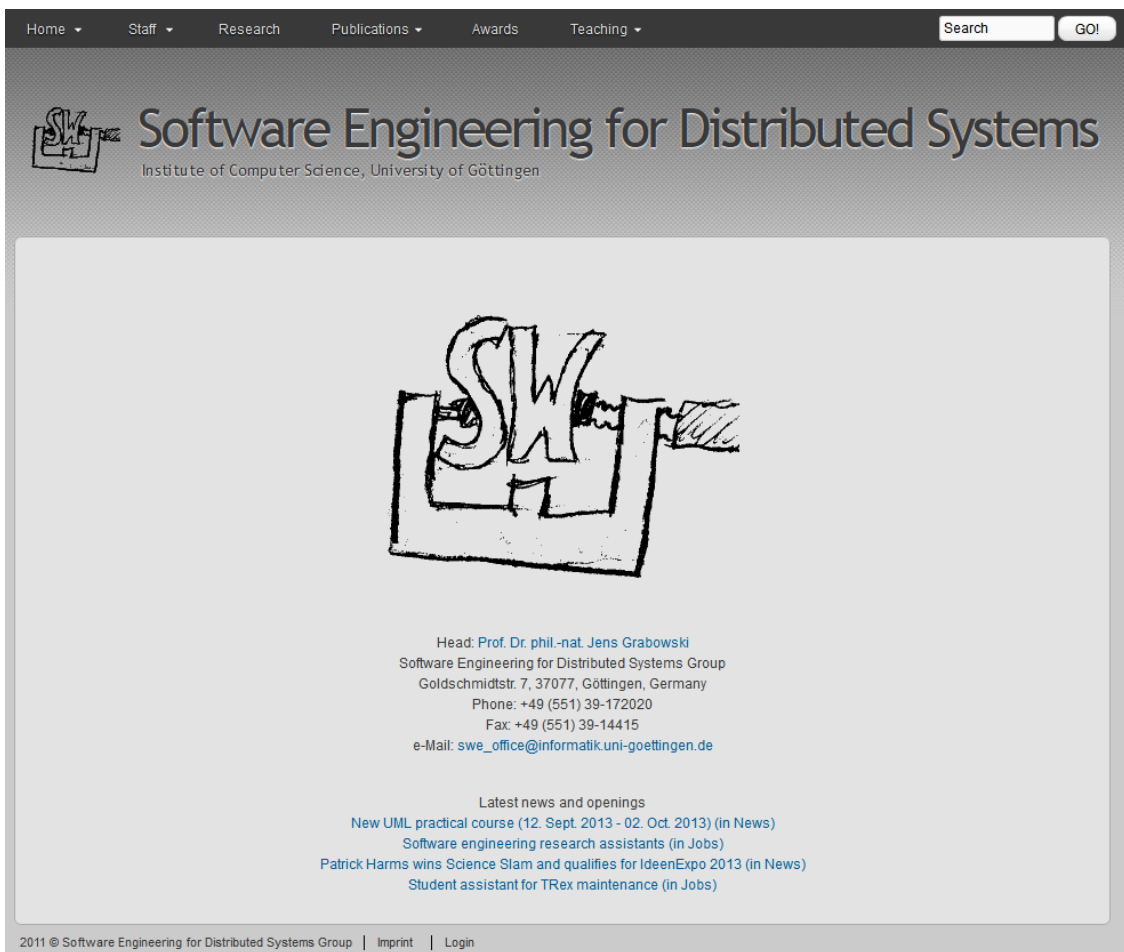 Home
Staff
Research
Publications
Awards
Teaching
Search
GO!
SW
Software Engineering for Distributed Systems
Institute of Computer Science, University of Göttingen
SW
Head: Prof. Dr. phil.-nat. Jens Grabowski
Software Engineering for Distributed Systems Group
Goldschmidtstr. 7, 37077, Göttingen, Germany
Phone: +49 (551) 39-172020
Fax: +49 (551) 39-14415
e-Mail: swe_office@informatik.uni-goettingen.de
Latest news and openings
New UML practical course (12. Sept. 2013 - 02. Oct. 2013) (in News)
Software engineering research assistants (in Jobs)
Patrick Harms wins Science Slam and qualifies for IdeenExpo 2013 (in News)
Student assistant for TRex maintenance (in Jobs)
2011 © Software Engineering for Distributed Systems Group | Imprint | Login